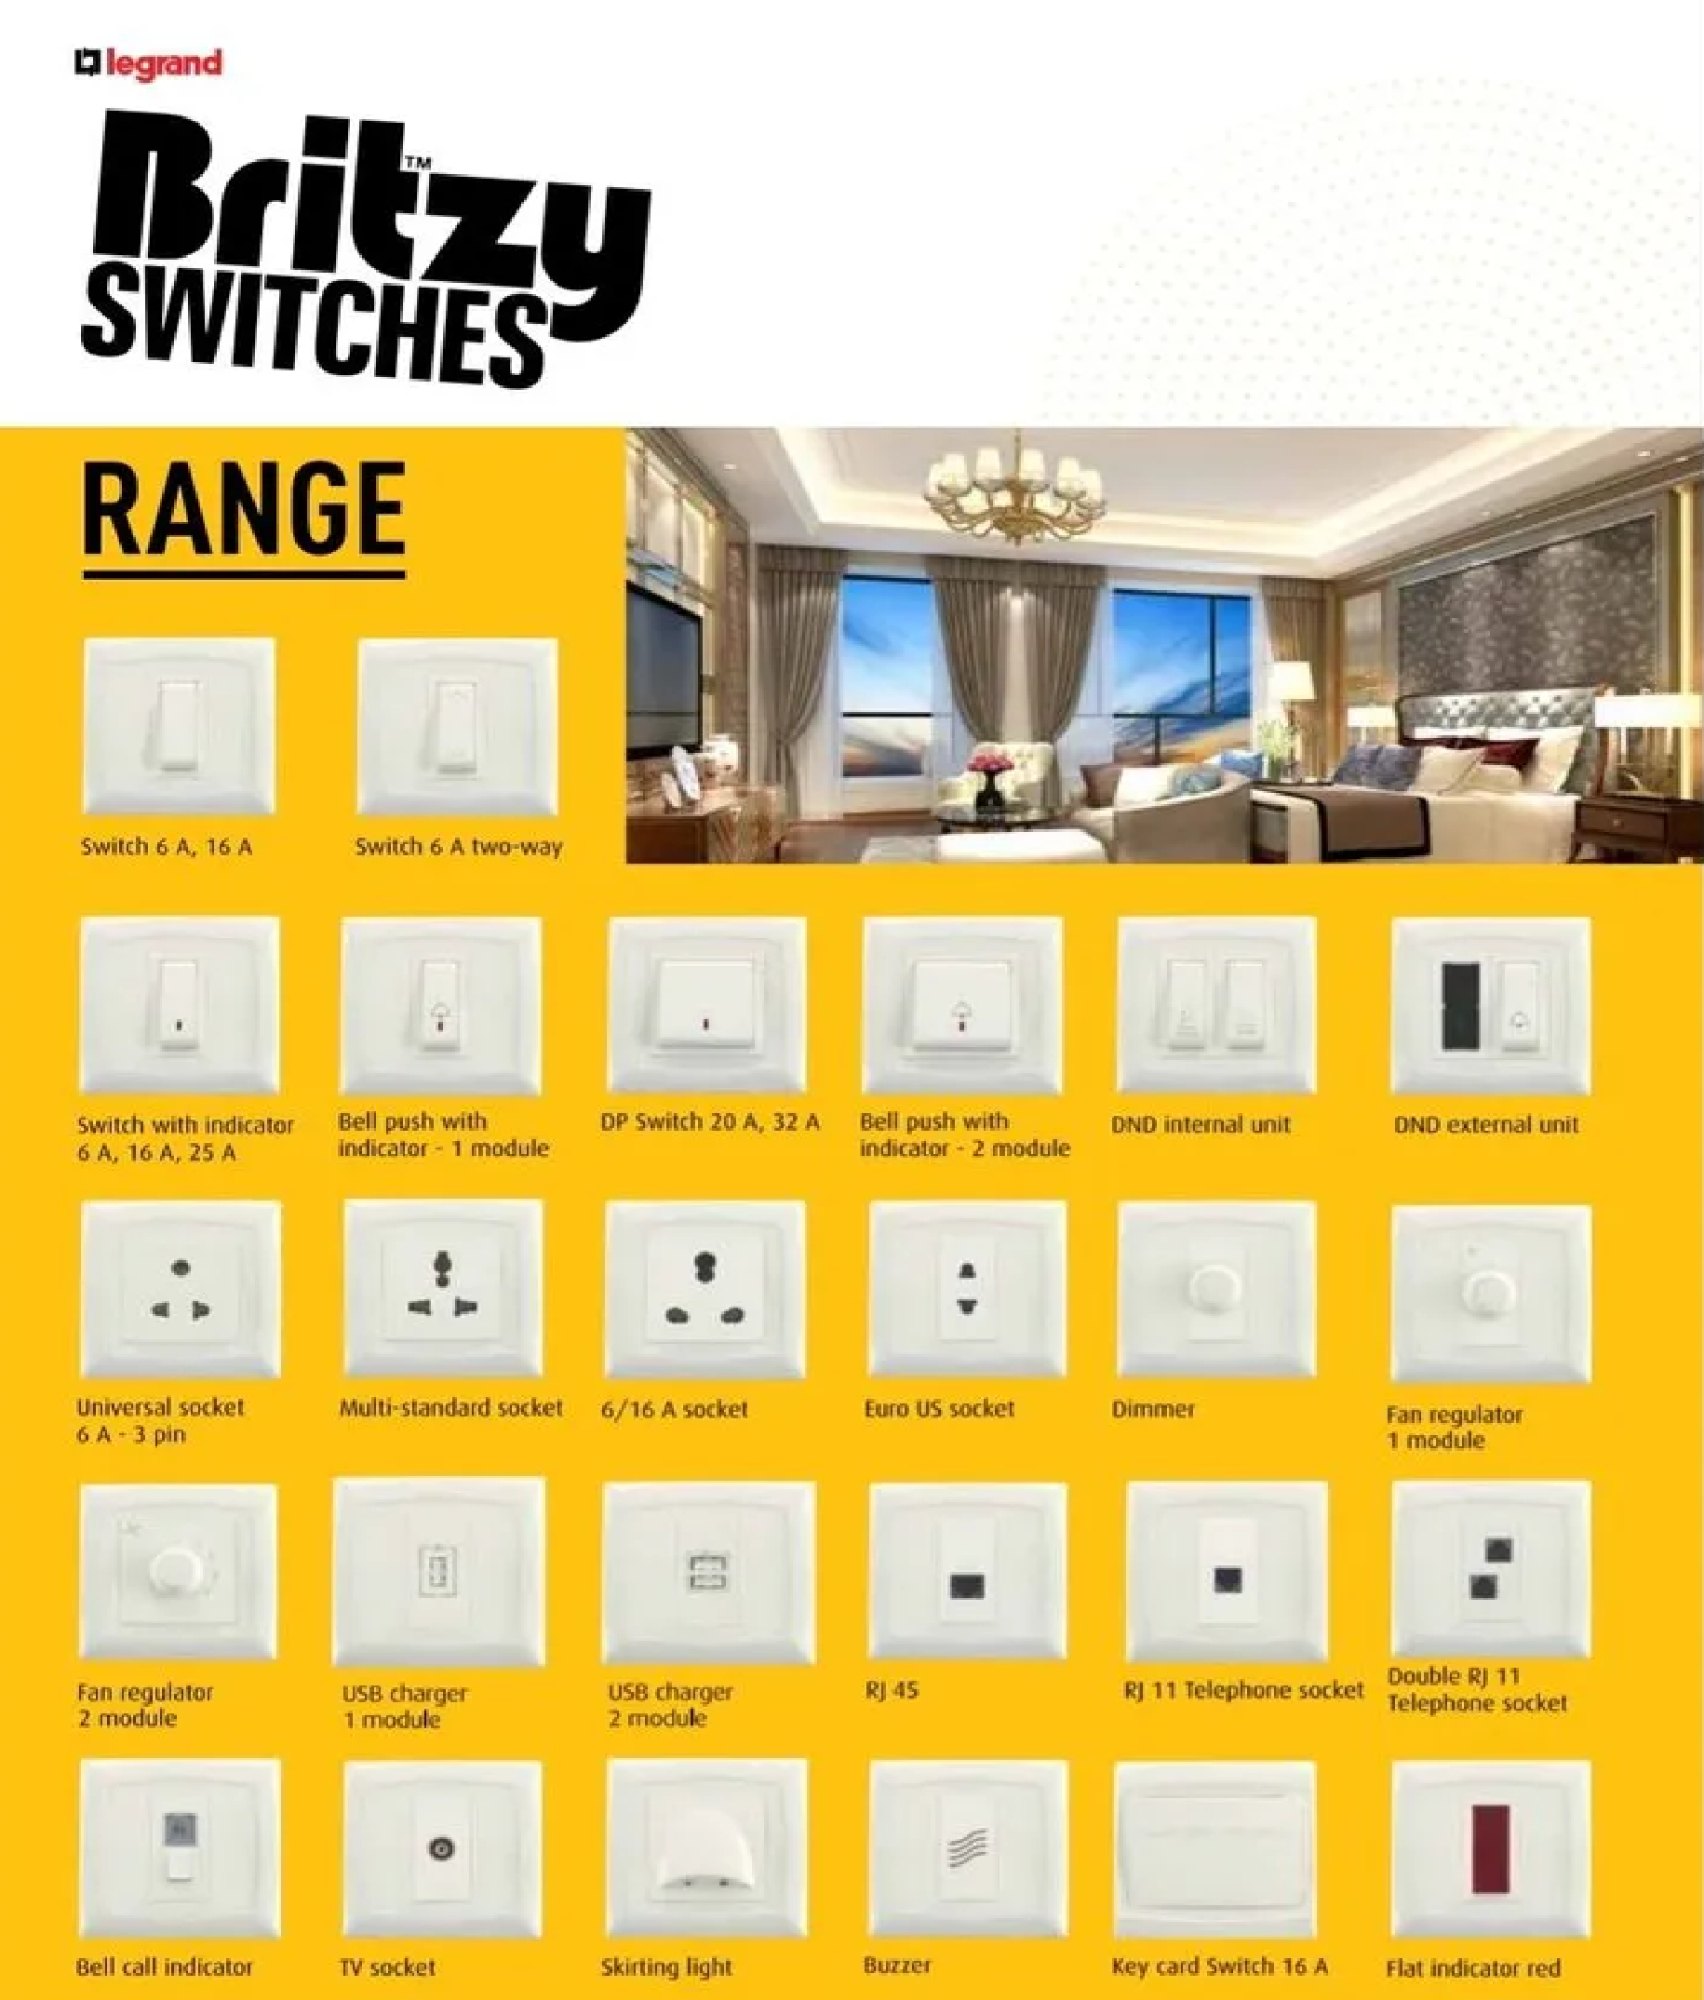 legrand
Britzy™
SWITCHES
RANGE
Switch 6 A, 16 A
Switch 6 A two-way
Switch with indicator
6 A, 16 A, 25 A
Bell push with
indicator - 1 module
DP Switch 20 A, 32 A
Bell push with
indicator - 2 module
DND internal unit
DND external unit
Universal socket
6 A - 3 pin
Multi-standard socket
6/16 A socket
Euro US socket
Dimmer
Fan regulator
1 module
Fan regulator
2 module
USB charger
1 module
USB charger
2 module
RJ 45
RJ 11 Telephone socket
Double RJ 11
Telephone socket
Bell call indicator
TV socket
Skirting light
Buzzer
Key card Switch 16 A
Flat indicator red